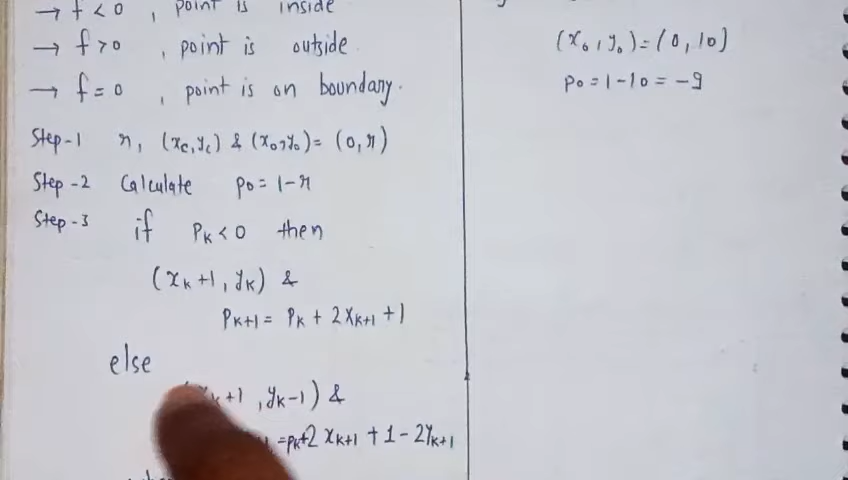 → f < 0 , point is inside
→ f > 0 , point is outside.
→ f = 0 , point is on boundary.
Step-1 r, (xc, yc) & (x0, y0) = (0, r)
Step-2 Calculate p0 = 1 - r
Step-3 if Pk < 0 then
(xk+1, yk) &
Pk+1 = Pk + 2xk+1 + 1
else
k+1, yk-1) &
= pk+2xk+1 + 1 - 2yk+1
(x0, y0) = (0, 10)
p0 = 1-10 = -9